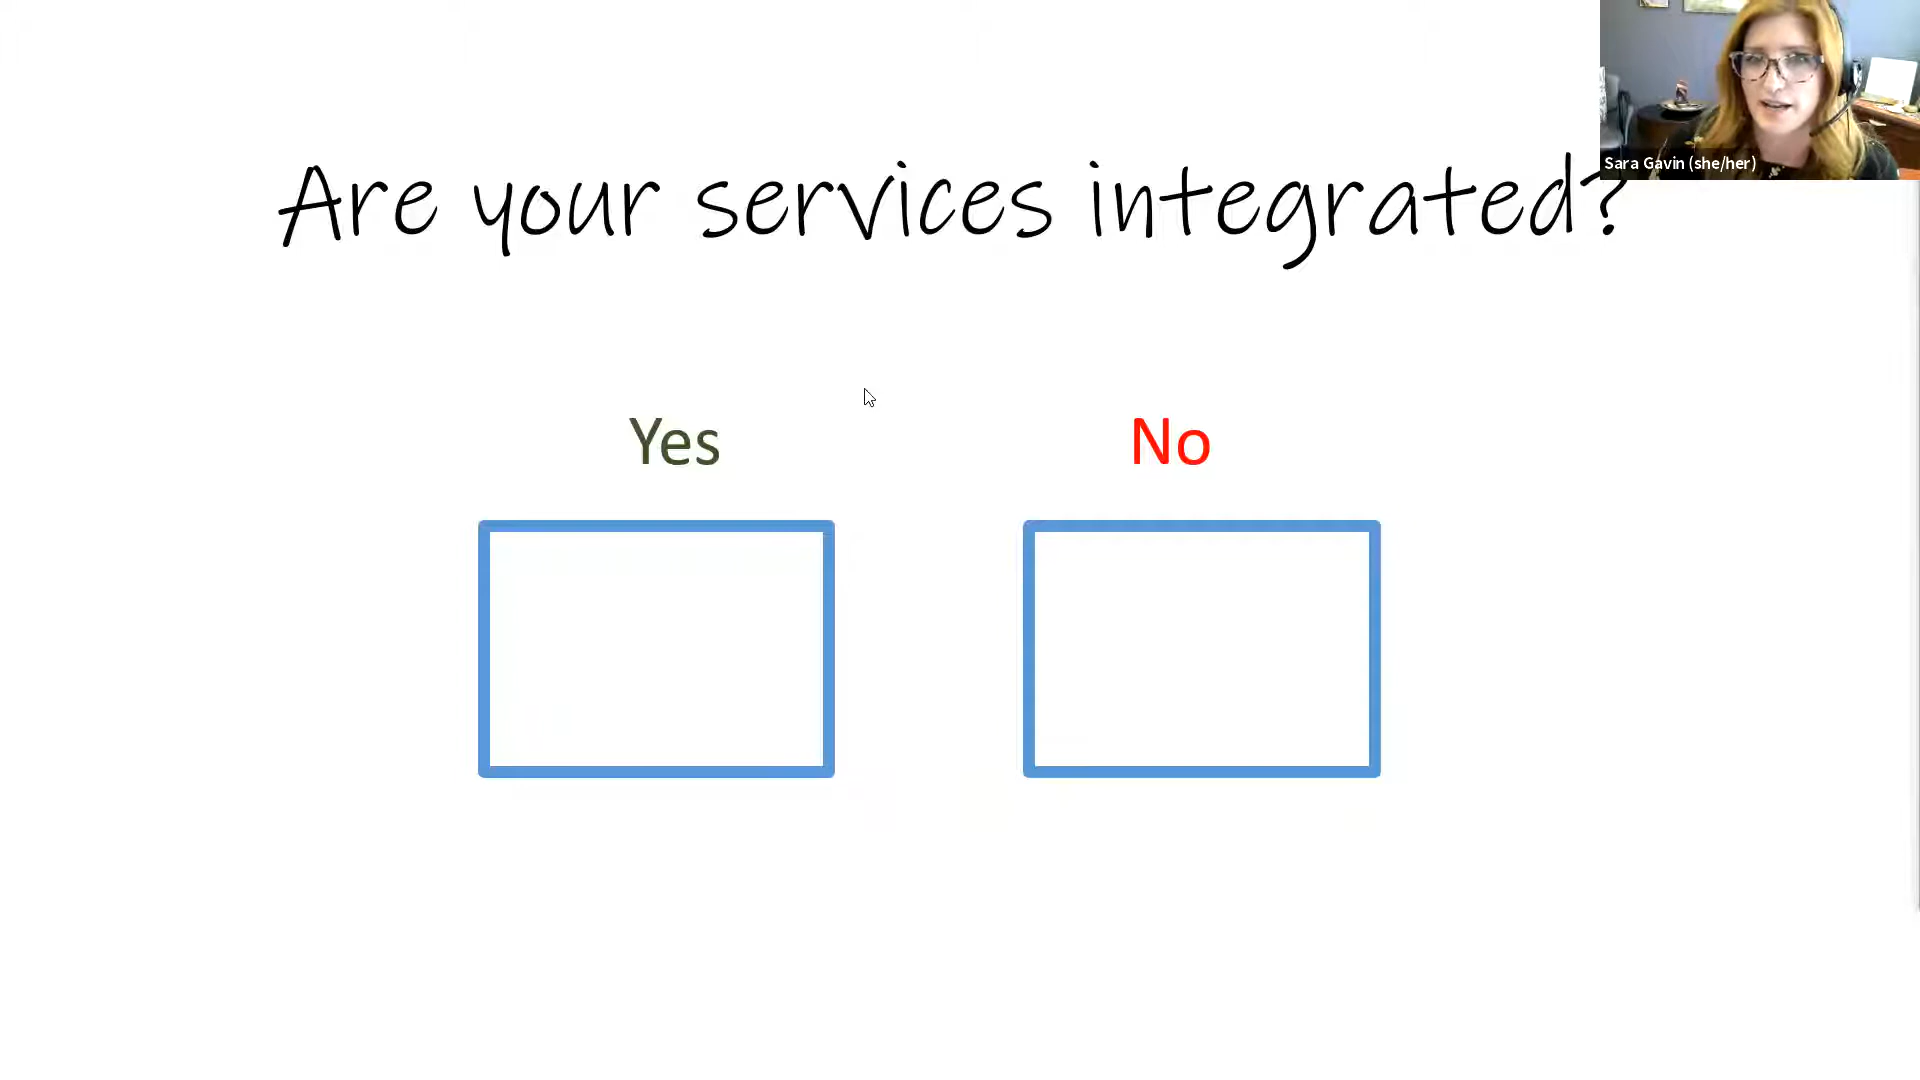 Sara Gavin (she/her)
Are your services integrated?
Yes No